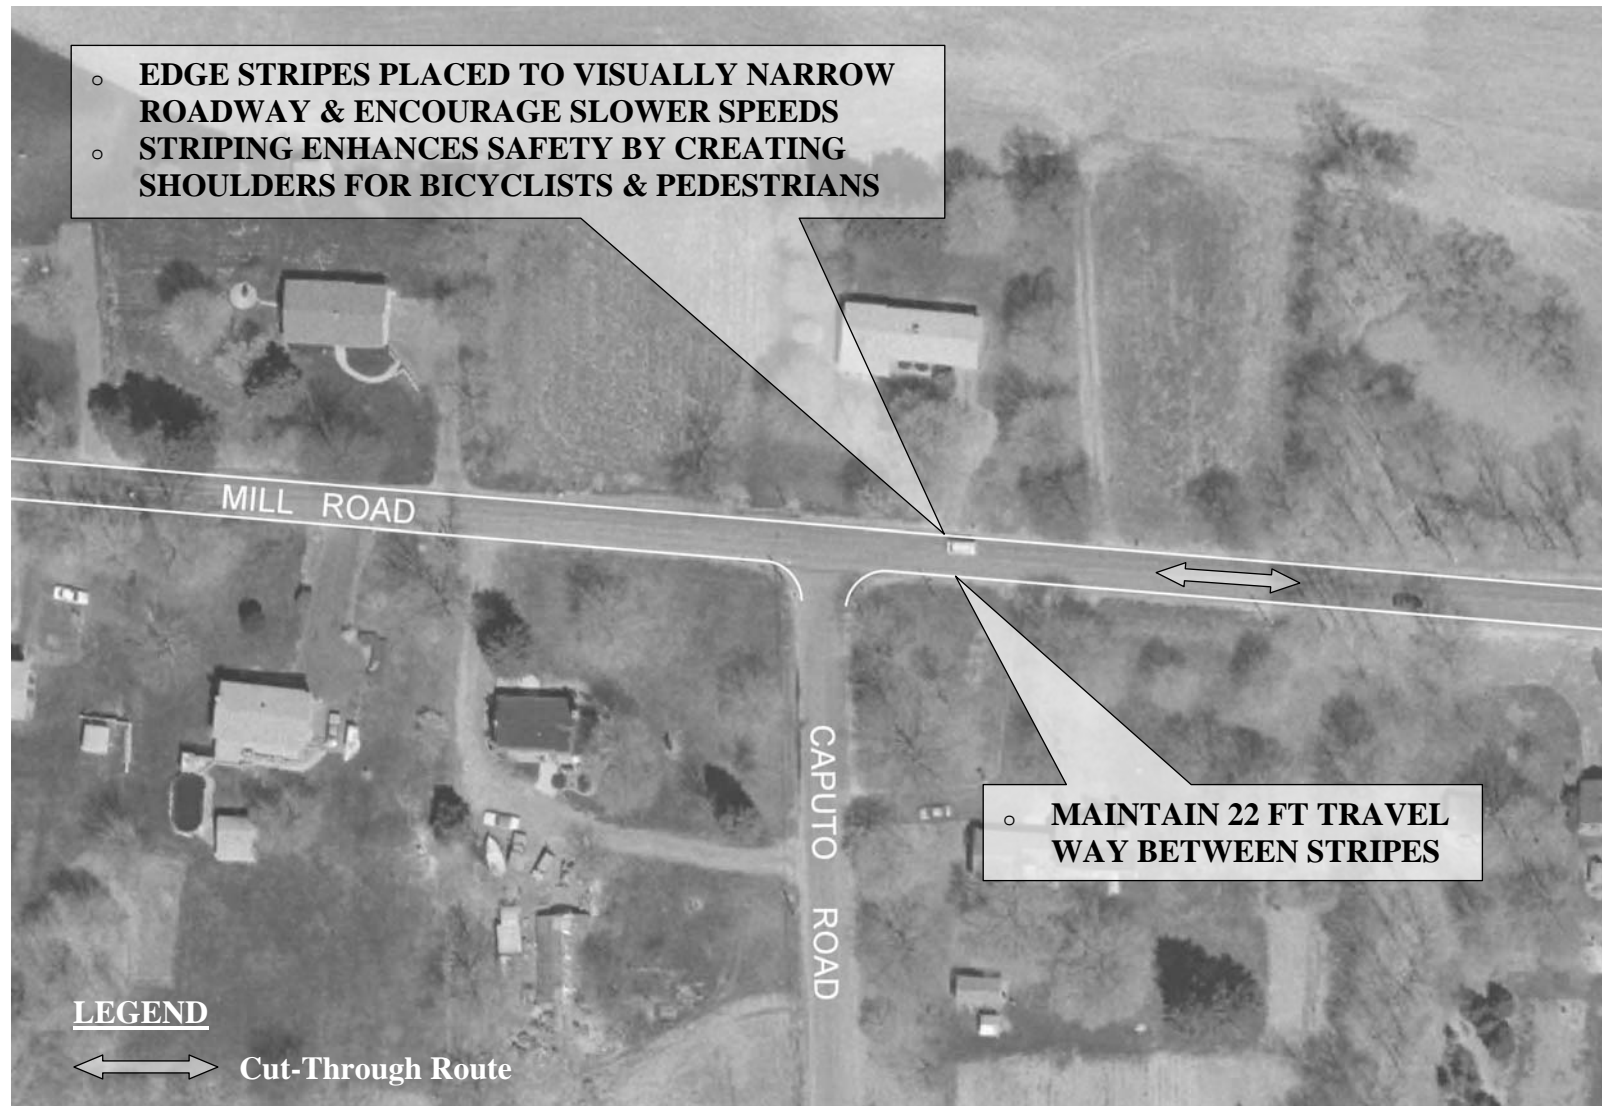 ○ EDGE STRIPES PLACED TO VISUALLY NARROW
ROADWAY & ENCOURAGE SLOWER SPEEDS
○ STRIPING ENHANCES SAFETY BY CREATING
SHOULDERS FOR BICYCLISTS & PEDESTRIANS
MILL ROAD
CAPUTO ROAD
○ MAINTAIN 22 FT TRAVEL
WAY BETWEEN STRIPES
LEGEND
Cut-Through Route